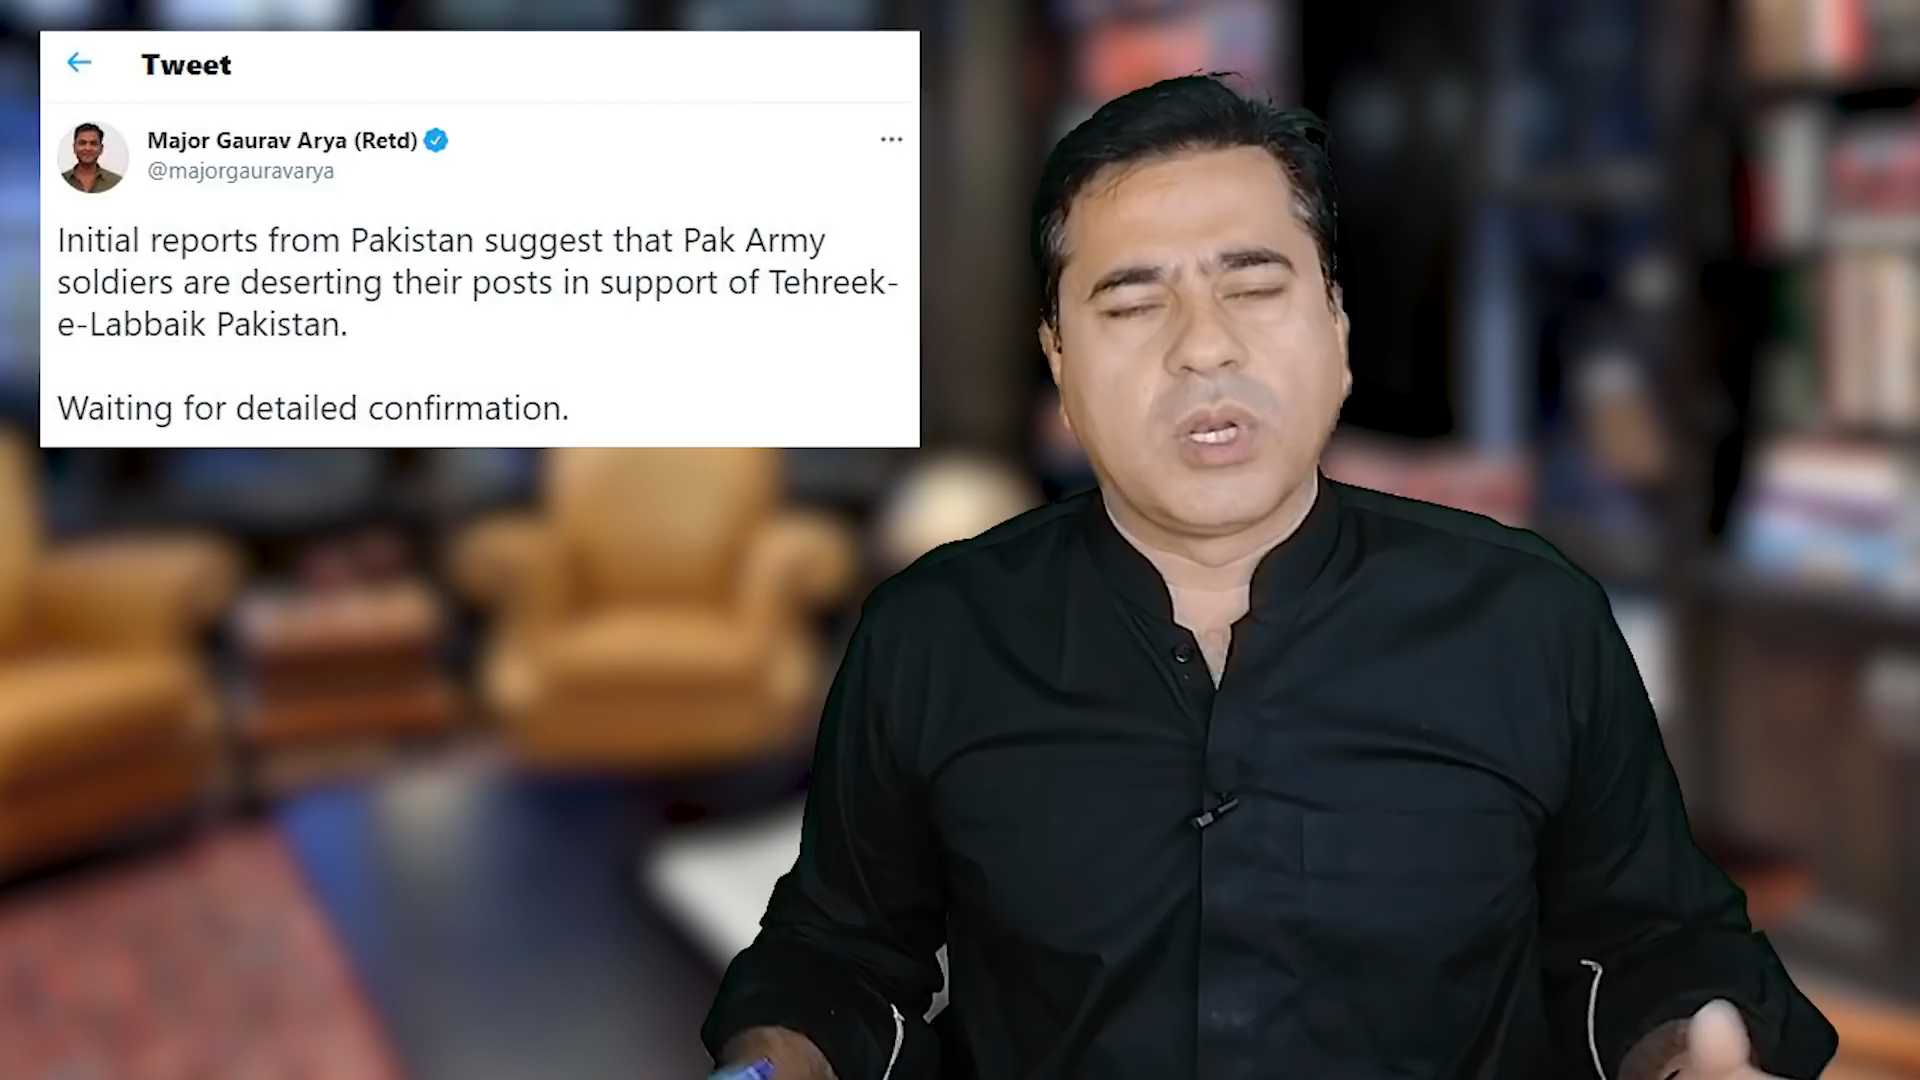 Tweet
Major Gaurav Arya (Retd)
@majorgauravarya
Initial reports from Pakistan suggest that Pak Army
soldiers are deserting their posts in support of Tehreek-
e-Labbaik Pakistan.
Waiting for detailed confirmation.